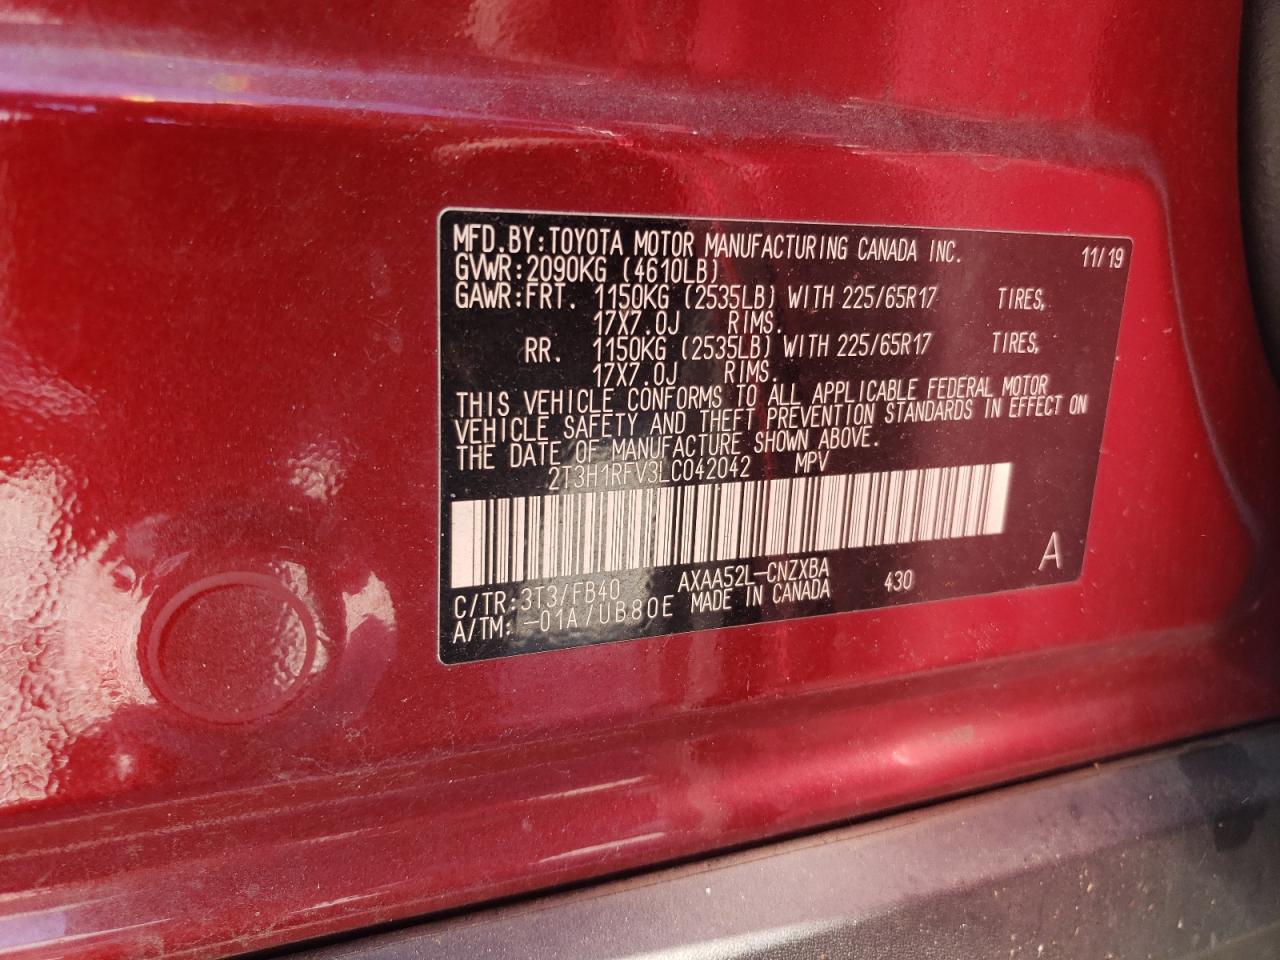 MFD.BY:TOYOTA MOTOR MANUFACTURING CANADA INC. 11/19
GVWR:2090KG (4610LB)
GAWR:FRT. 1150KG (2535LB) WITH 225/65R17 TIRES,
17X7.0J RIMS.
RR. 1150KG (2535LB) WITH 225/65R17 TIRES,
17X7.0J RIMS.
THIS VEHICLE CONFORMS TO ALL APPLICABLE FEDERAL MOTOR
VEHICLE SAFETY AND THEFT PREVENTION STANDARDS IN EFFECT ON
THE DATE OF MANUFACTURE SHOWN ABOVE.
2T3H1RFV3LC042042 MPV
C/TR:3T3/FB40 AXAA52L-CNZXBA 430 A
A/TM: -01A/UB80E MADE IN CANADA